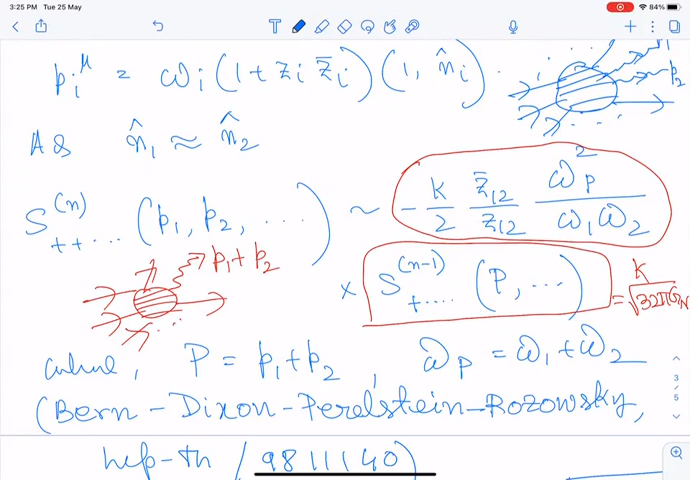 3:25 PM Tue 25 May
84%
p_i^μ = ω_i (1 + z_i z̄_i) (1, n̂_i) .
p_1
p_2
As n̂_1 ≈ n̂_2
S^(n)_++... (p_1, p_2, ....) ~ - K/2 z̄_12/z_12 ω_P^2/(ω_1 ω_2)
p_1 + p_2
× S^(n-1)_+.... (P, ....)
K = √32πG_N
where, P = p_1 + p_2 , ω_P = ω_1 + ω_2
(Bern - Dixon - Perelstein - Rozowsky,
hep-th / 9811140)
3
5